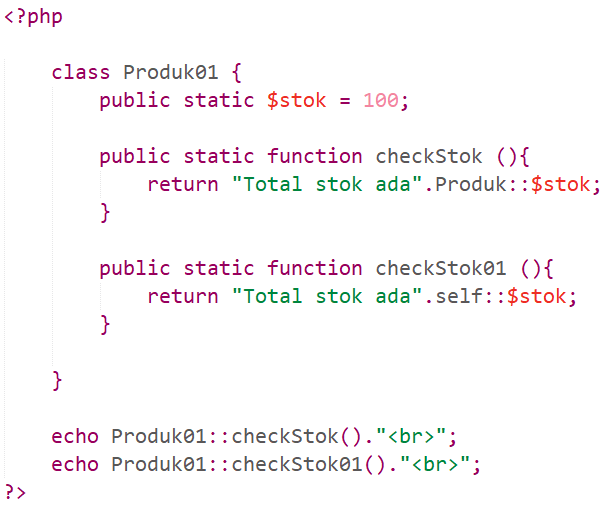 <?php
class Produk01 {
public static $stok = 100;
public static function checkStok (){
return "Total stok ada".Produk::$stok;
}
public static function checkStok01 (){
return "Total stok ada".self::$stok;
}
}
echo Produk01::checkStok()."<br>";
echo Produk01::checkStok01()."<br>";
?>